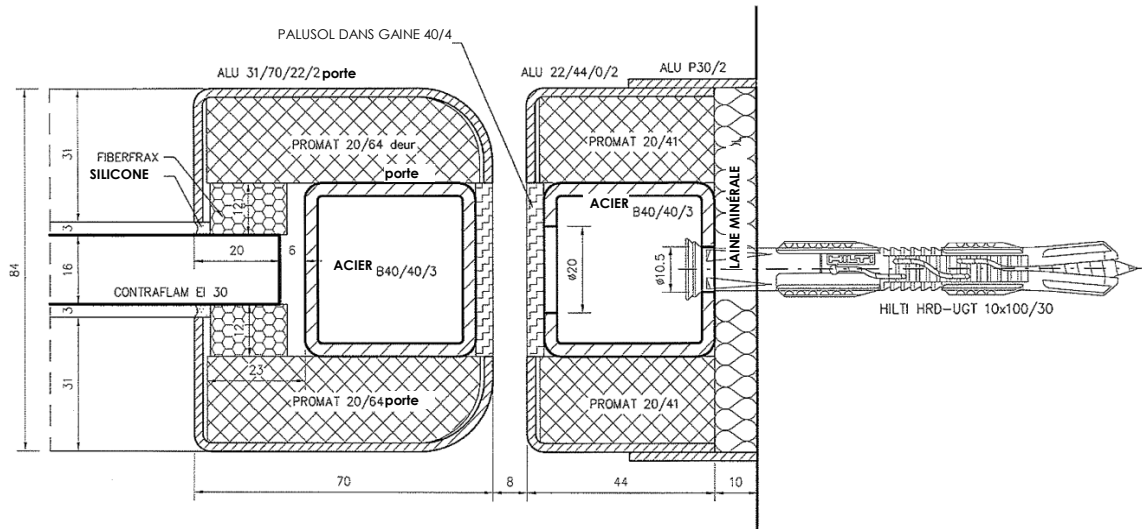 PALUSOL DANS GAINE 40/4
ALU 31/70/22/2 porte
ALU 22/44/0/2
ALU P30/2
PROMAT 20/64 deur
porte
PROMAT 20/41
FIBERFRAX
SILICONE
31
12
3
20
6
ACIER
B40/40/3
ACIER
B40/40/3
LAINE MINÉRALE
84
16
ø20
ø10.5
HILTI
CONTRAFLAM EI 30
HILTI HRD-UGT 10x100/30
3
12
23
31
PROMAT 20/64 porte
PROMAT 20/41
70
8
44
10